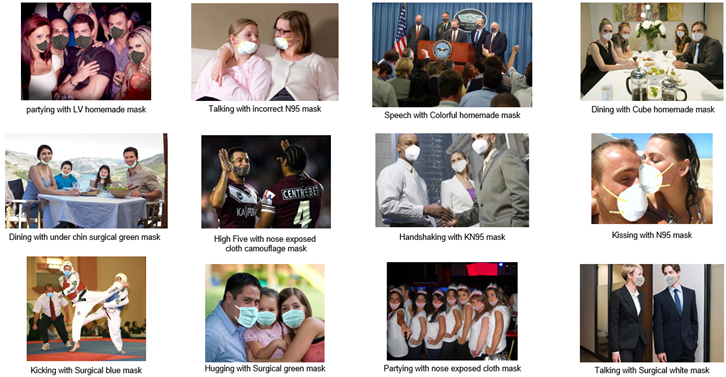 partying with LV homemade mask
Talking with incorrect N95 mask
Speech with Colorful homemade mask
Dining with Cube homemade mask
CENTREBET
KASPE
4
Dining with under chin surgical green mask
High Five with nose exposed
cloth camouflage mask
Handshaking with KN95 mask
Kissing with N95 mask
Kicking with Surgical blue mask
Hugging with Surgical green mask
Partying with nose exposed cloth mask
Talking with Surgical white mask